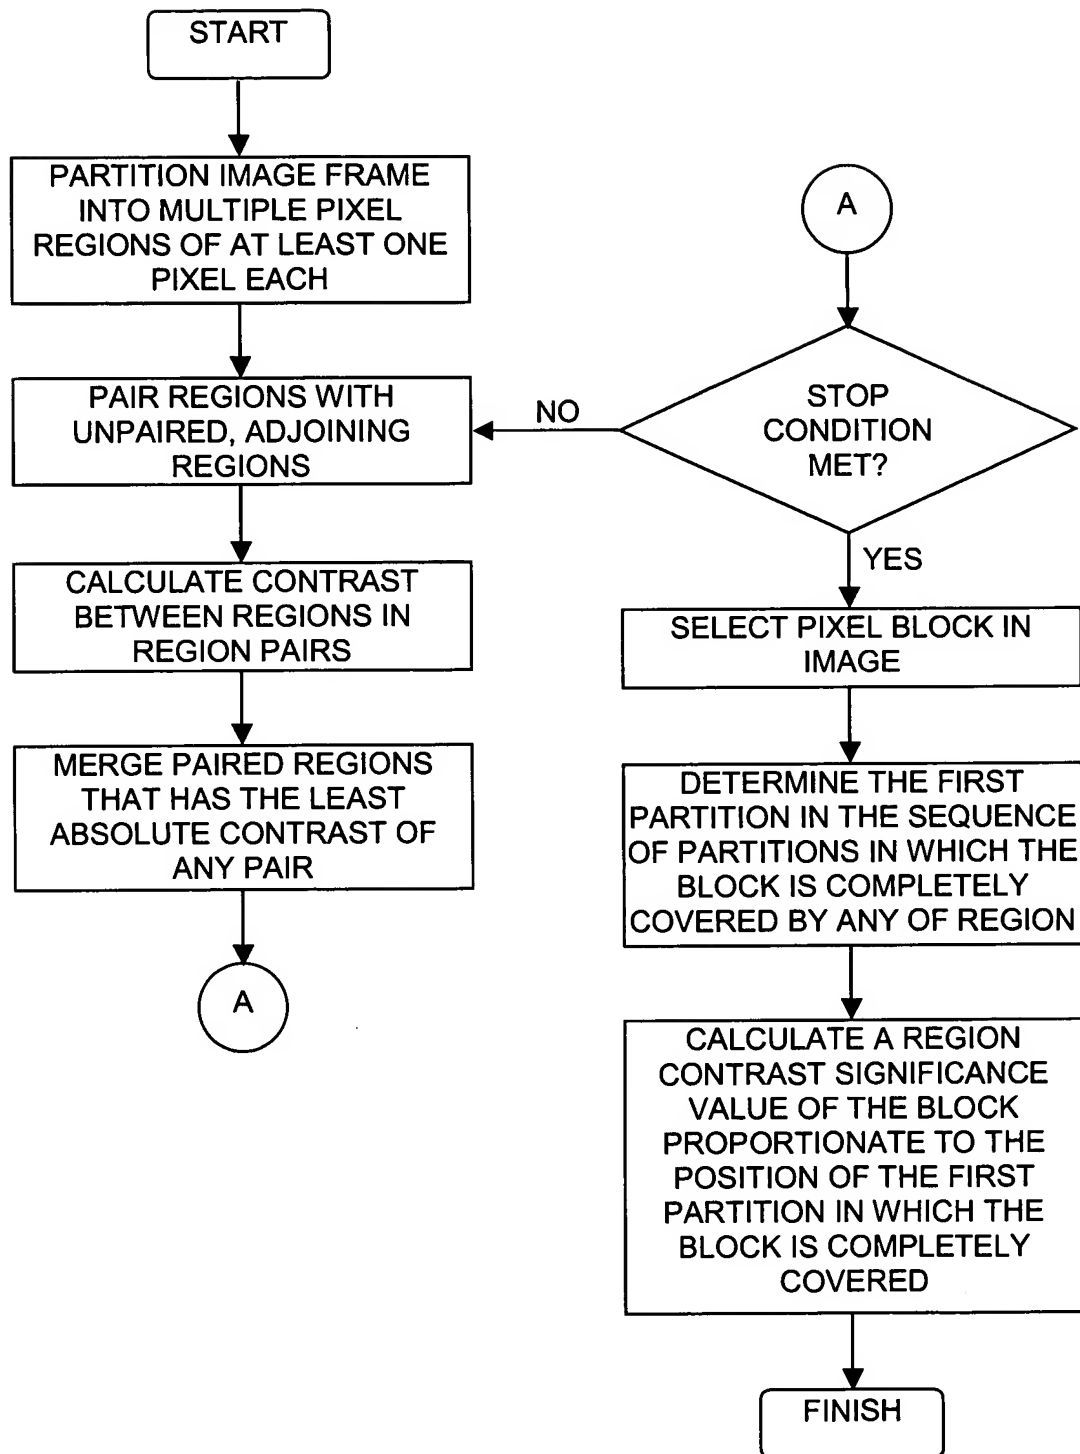 START
PARTITION IMAGE FRAME
INTO MULTIPLE PIXEL
REGIONS OF AT LEAST ONE
PIXEL EACH
PAIR REGIONS WITH
UNPAIRED, ADJOINING
REGIONS
CALCULATE CONTRAST
BETWEEN REGIONS IN
REGION PAIRS
MERGE PAIRED REGIONS
THAT HAS THE LEAST
ABSOLUTE CONTRAST OF
ANY PAIR
A
A
STOP
CONDITION
MET?
NO
YES
SELECT PIXEL BLOCK IN
IMAGE
DETERMINE THE FIRST
PARTITION IN THE SEQUENCE
OF PARTITIONS IN WHICH THE
BLOCK IS COMPLETELY
COVERED BY ANY OF REGION
CALCULATE A REGION
CONTRAST SIGNIFICANCE
VALUE OF THE BLOCK
PROPORTIONATE TO THE
POSITION OF THE FIRST
PARTITION IN WHICH THE
BLOCK IS COMPLETELY
COVERED
FINISH